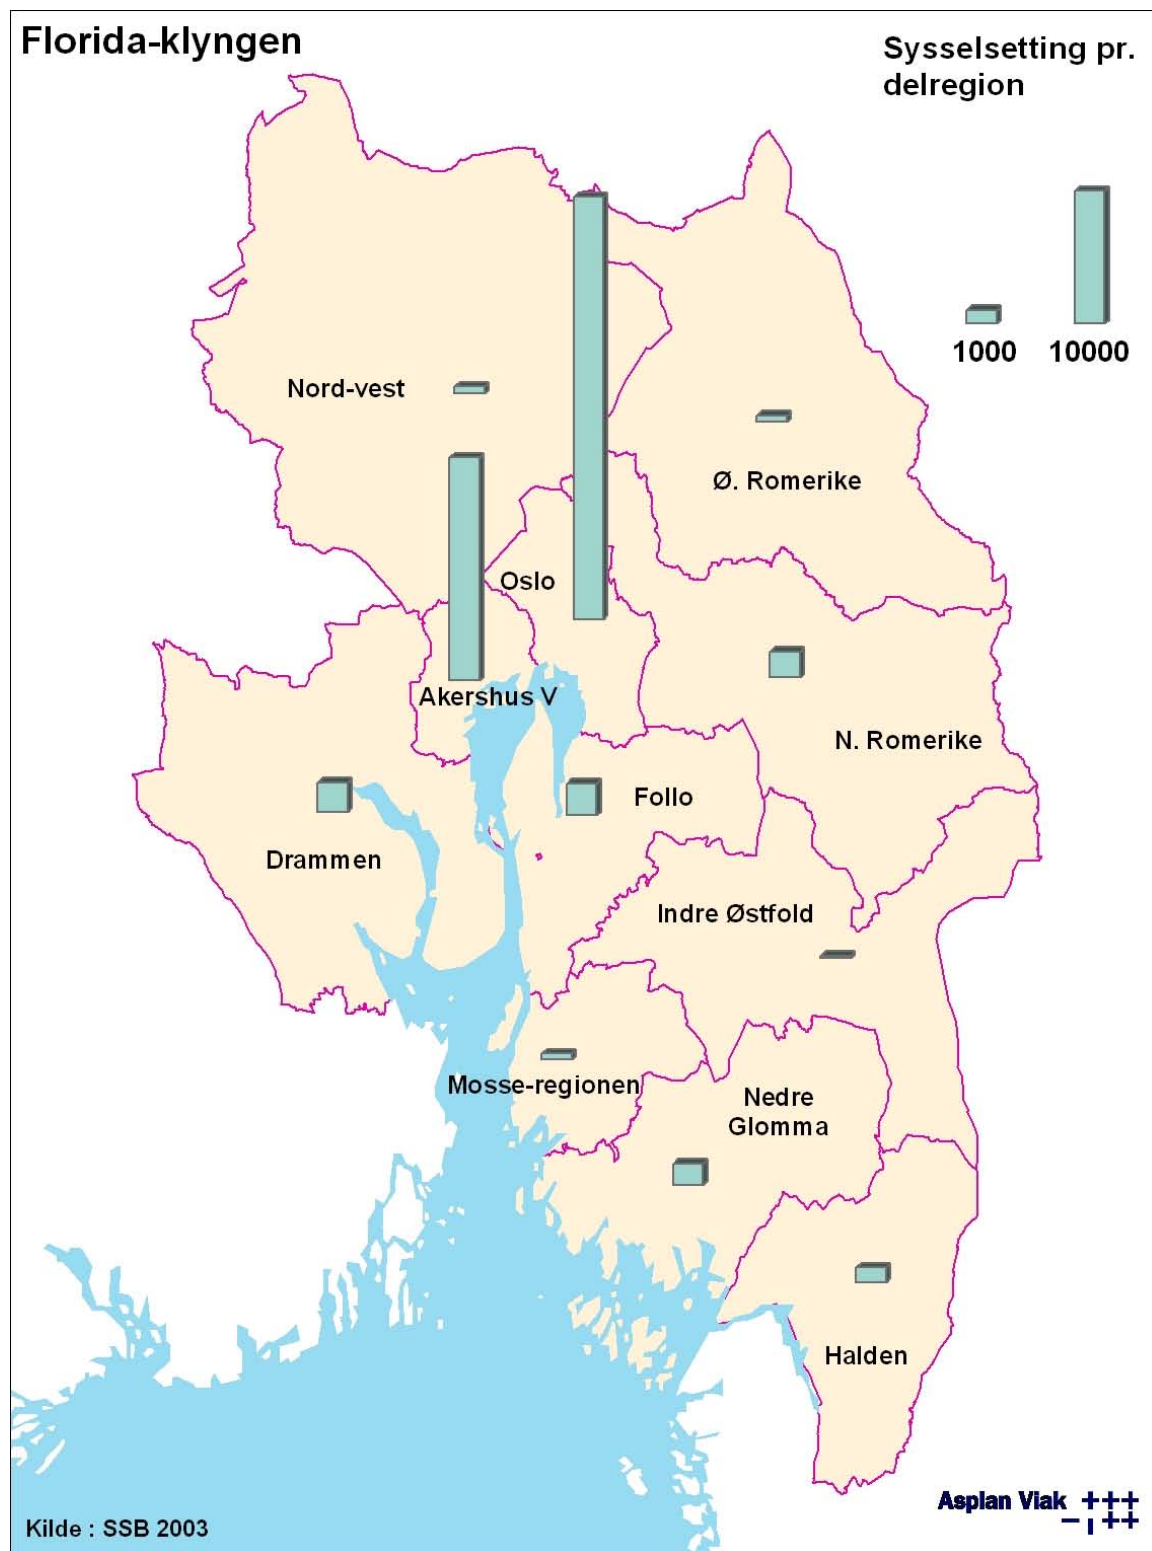 Florida-klyngen
Sysselsetting pr.
delregion
1000 10000
Nord-vest
Ø. Romerike
Oslo
Akershus V
N. Romerike
Follo
Drammen
Indre Østfold
Mosse-regionen
Nedre
Glomma
Halden
Asplan Viak
Kilde : SSB 2003